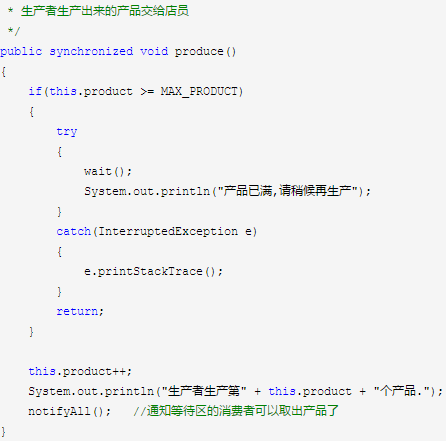 * 生产者生产出来的产品交给店员
*/
public synchronized void produce()
{
if(this.product >= MAX_PRODUCT)
{
try
{
wait();
System.out.println("产品已满,请稍候再生产");
}
catch(InterruptedException e)
{
e.printStackTrace();
}
return;
}
this.product++;
System.out.println("生产者生产第" + this.product + "个产品.");
notifyAll();   //通知等待区的消费者可以取出产品了
}